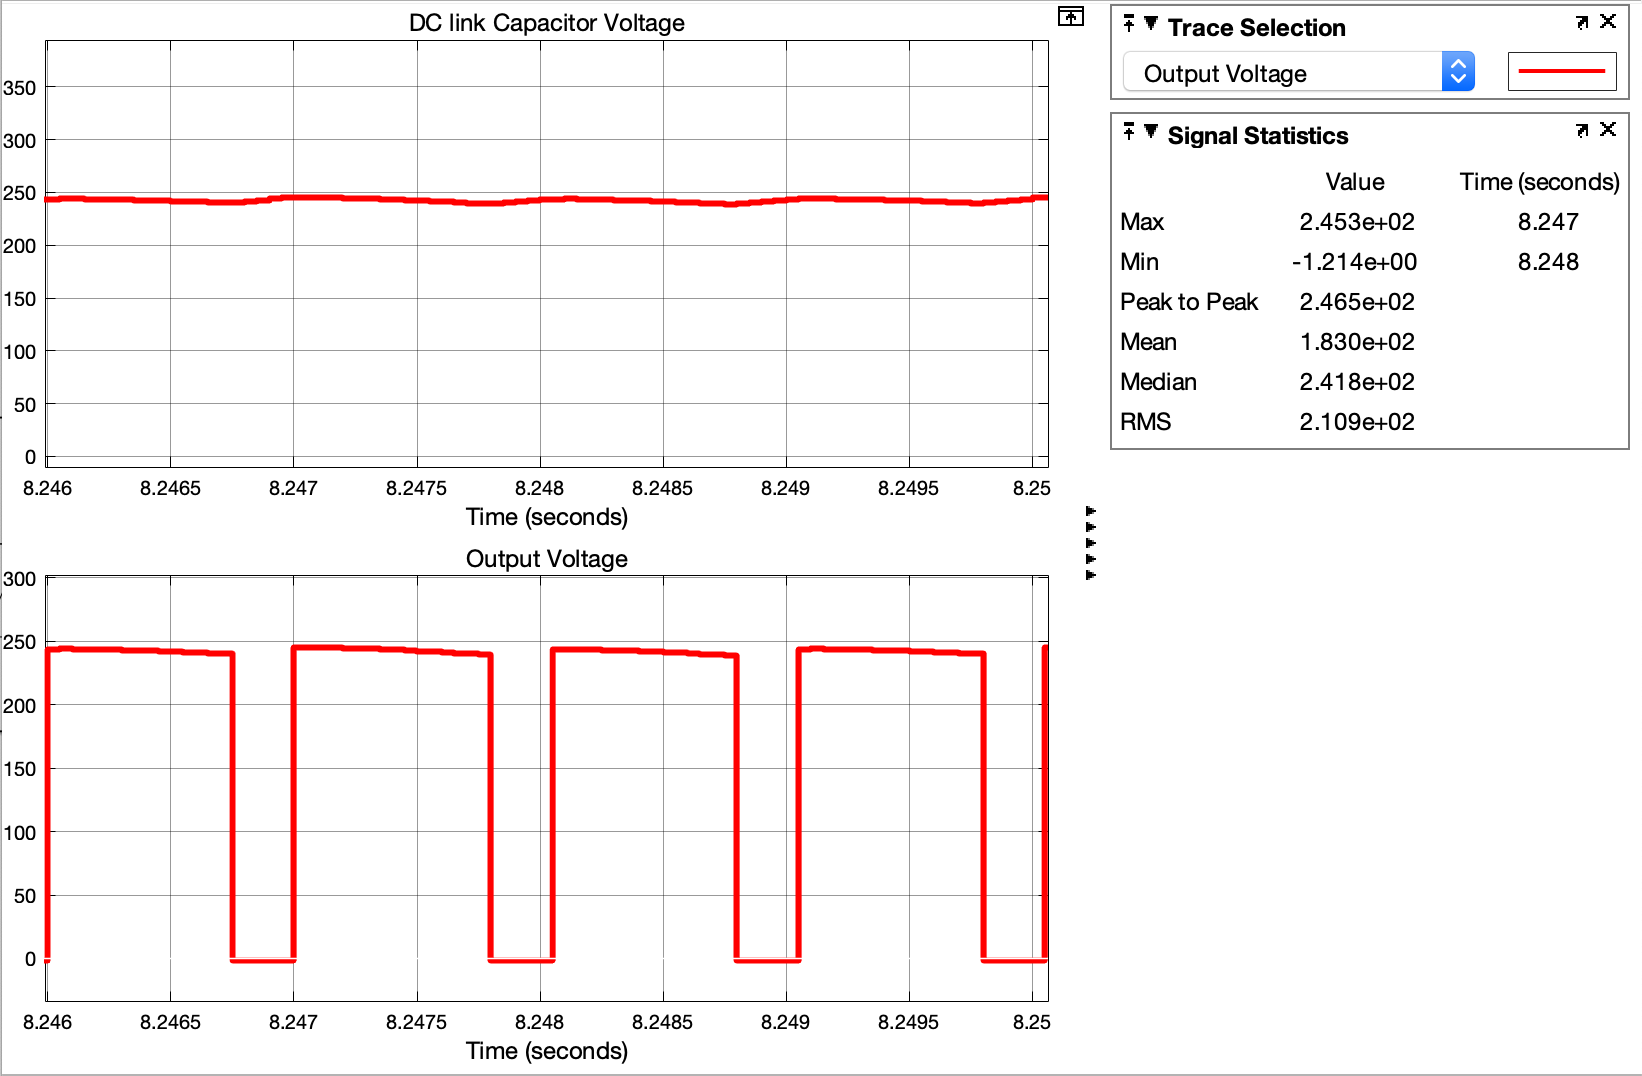 DC link Capacitor Voltage
350
300
250
200
150
100
50
0
8.246 8.2465 8.247 8.2475 8.248 8.2485 8.249 8.2495 8.25
Time (seconds)
Output Voltage
300
250
200
150
100
50
0
8.246 8.2465 8.247 8.2475 8.248 8.2485 8.249 8.2495 8.25
Time (seconds)
Trace Selection
Output Voltage
Signal Statistics
Value Time (seconds)
Max 2.453e+02 8.247
Min -1.214e+00 8.248
Peak to Peak 2.465e+02
Mean 1.830e+02
Median 2.418e+02
RMS 2.109e+02